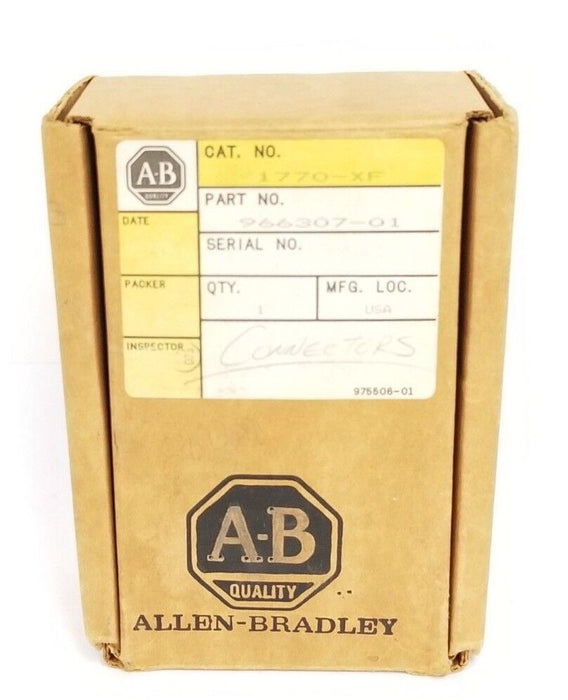 A-B
QUALITY
CAT. NO.
1770-XF
PART NO.
966307-01
DATE
SERIAL NO.
PACKER
QTY.
1
MFG. LOC.
USA
INSPECTOR
CONNECTORS
975506-01
A-B
QUALITY
ALLEN-BRADLEY